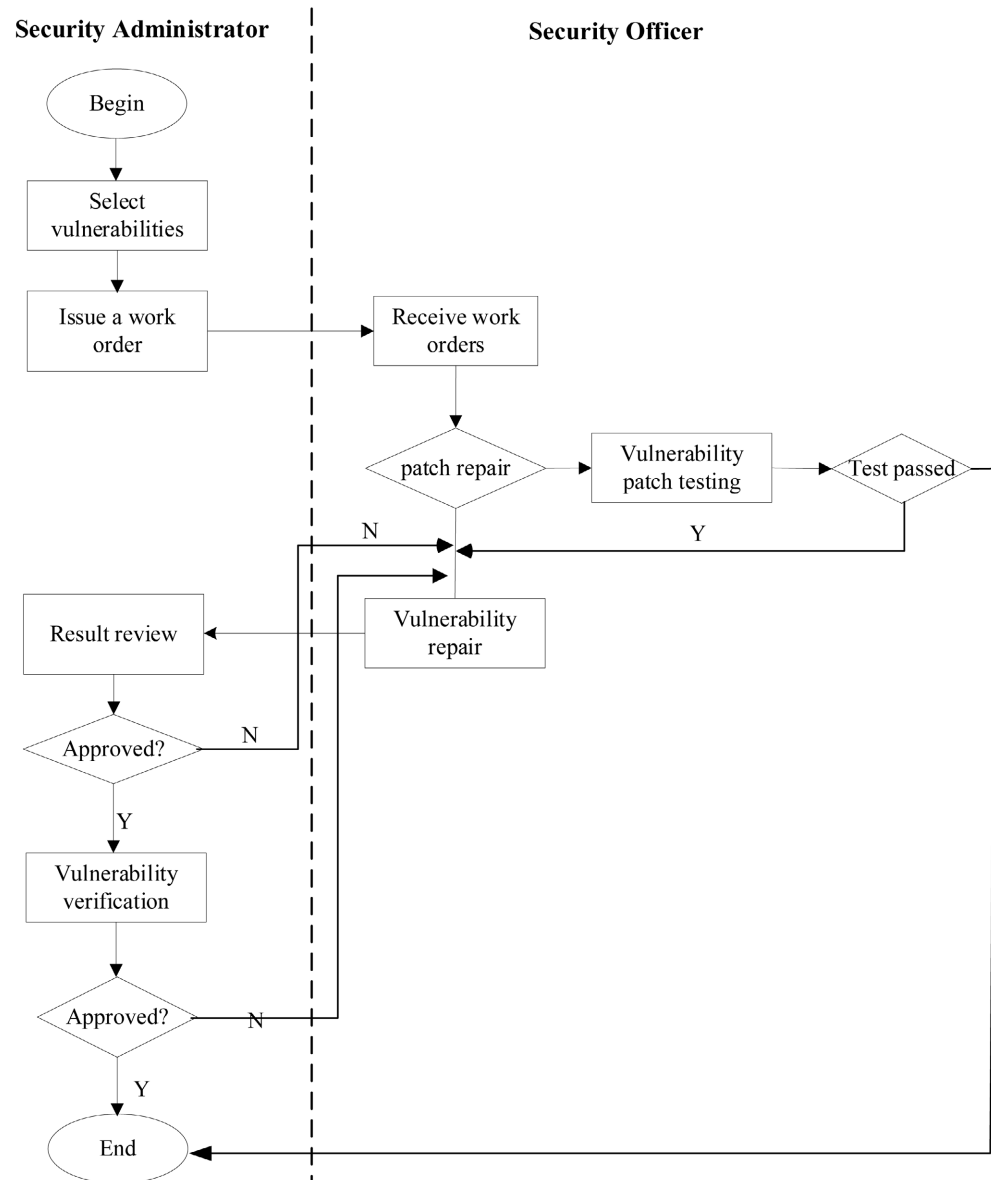 Security Administrator
Security Officer
Begin
Select
vulnerabilities
Issue a work
order
Receive work
orders
patch repair
Vulnerability
patch testing
Test passed
N
Y
Result review
Vulnerability
repair
Approved?
N
Y
Vulnerability
verification
Approved?
N
Y
End